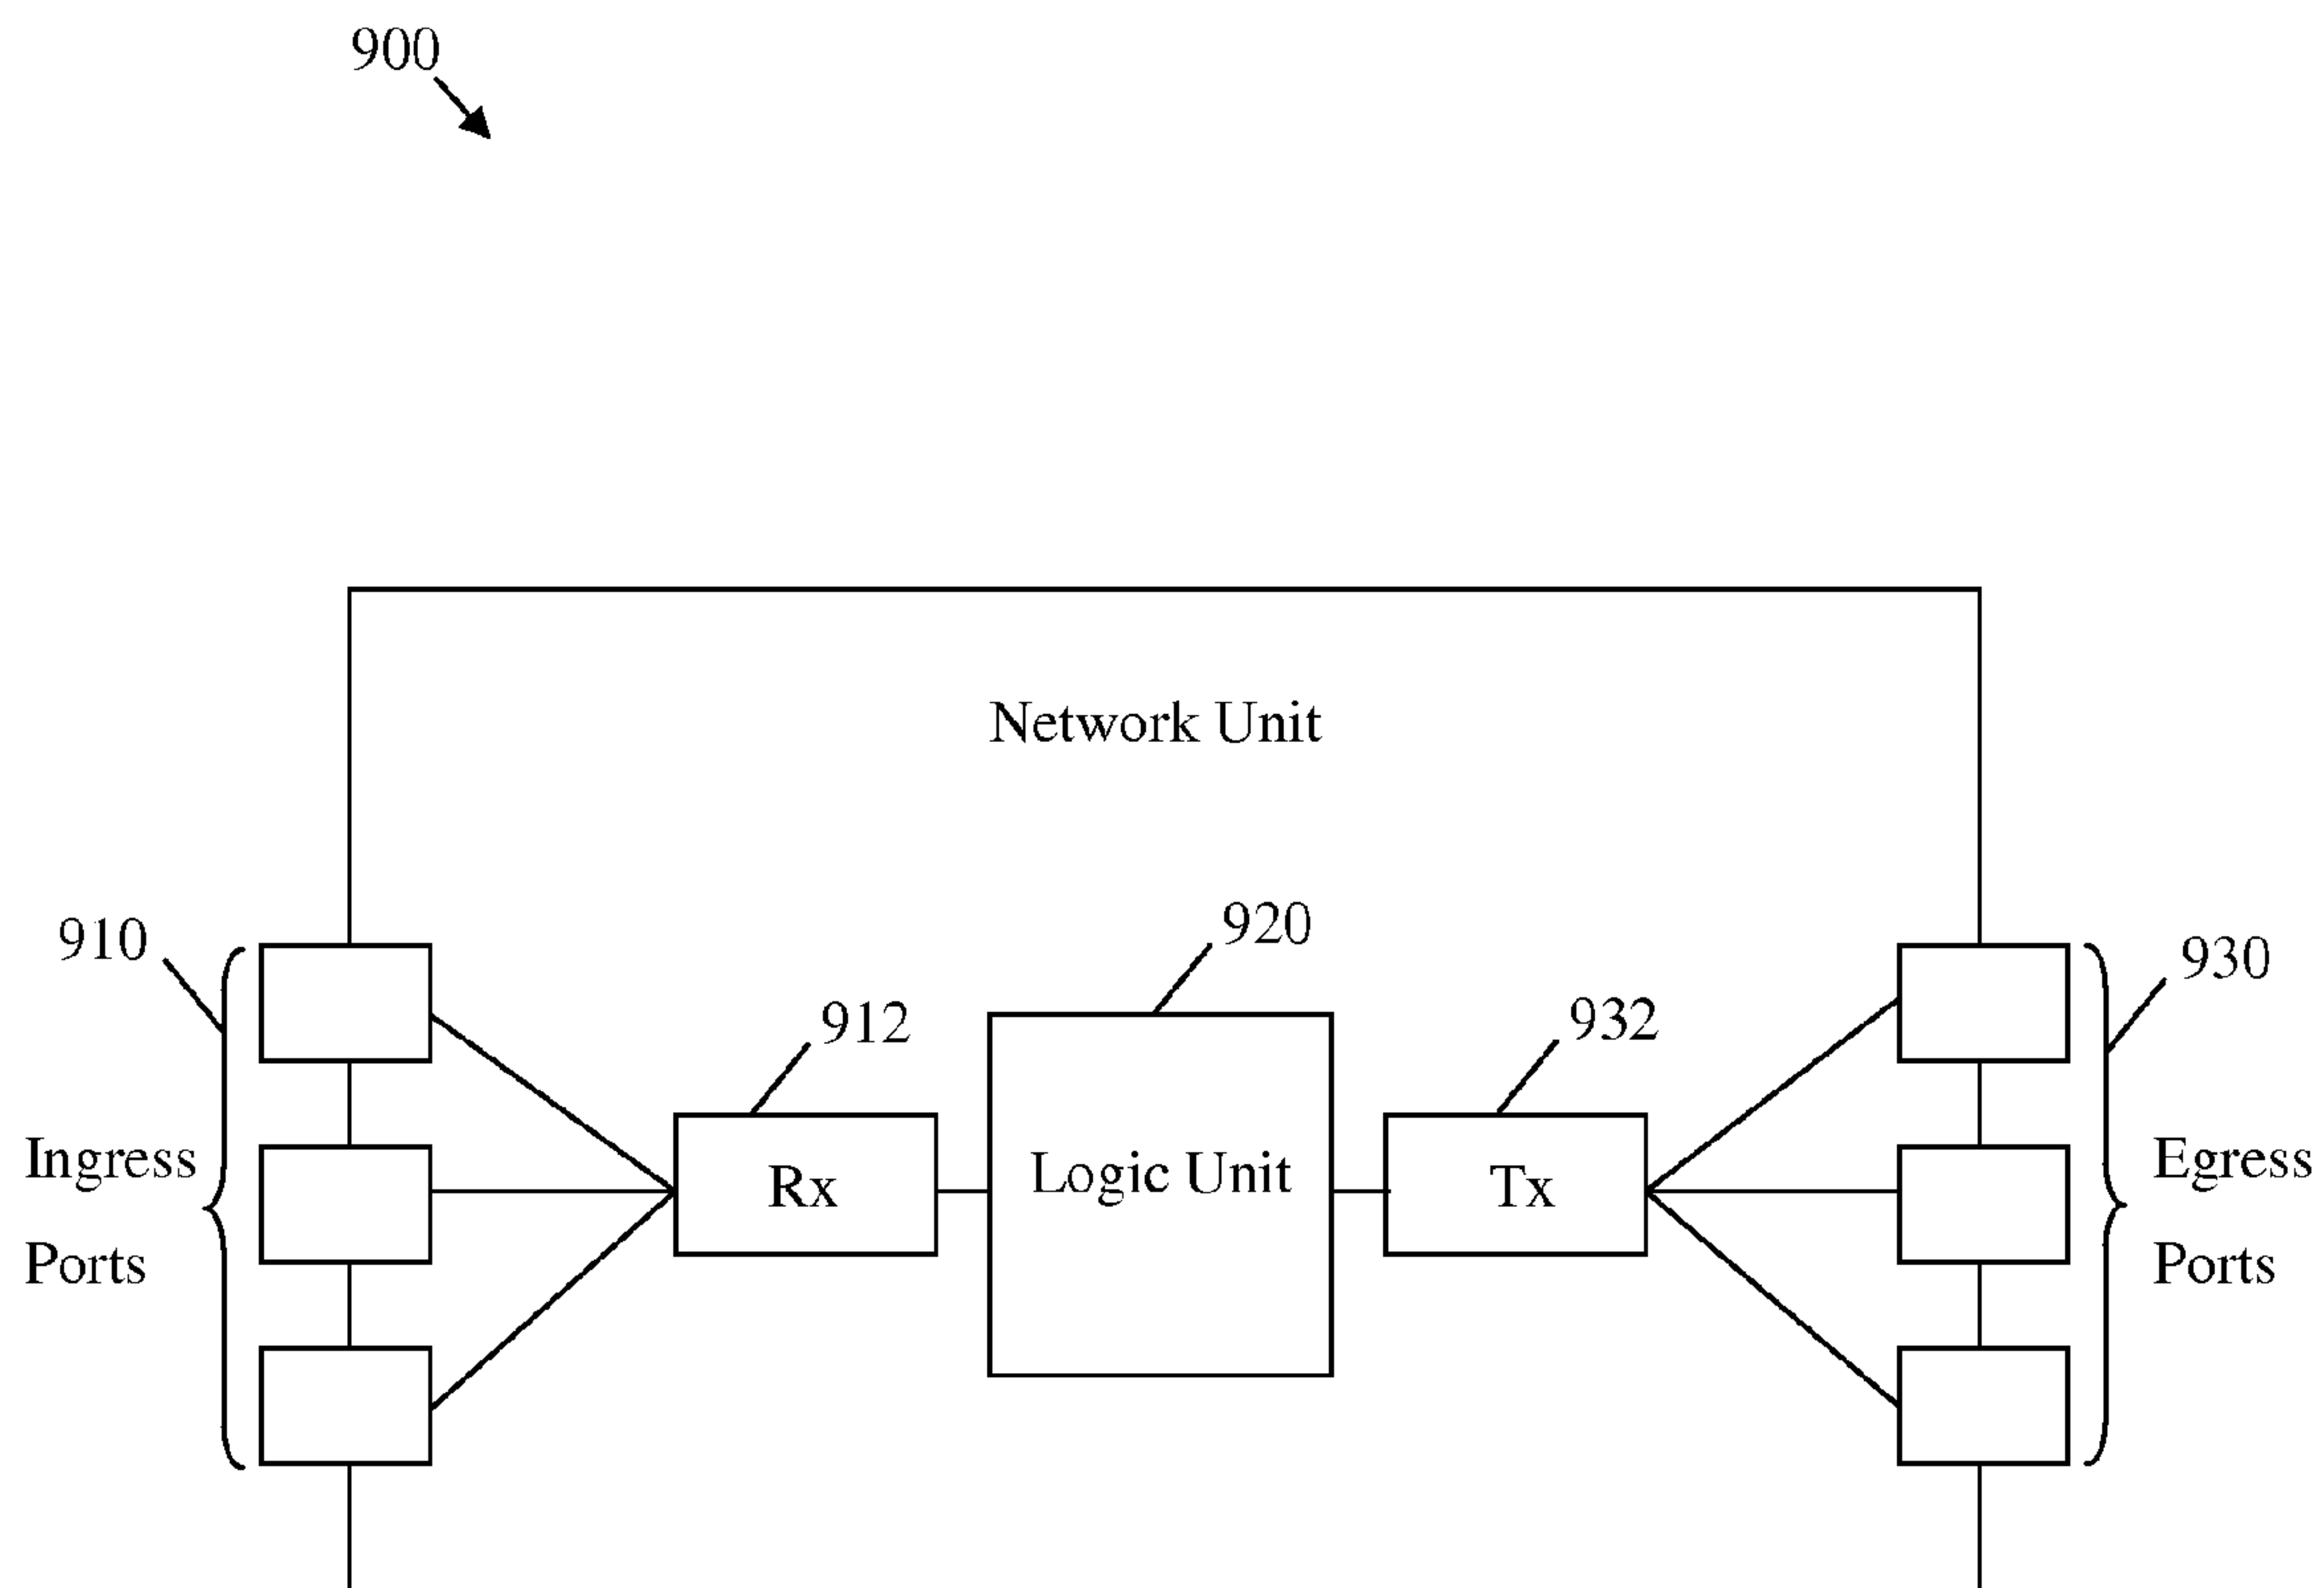 900
Network Unit
910
920
930
912
932
Ingress
Ports
Rx
Logic Unit
Tx
Egress
Ports